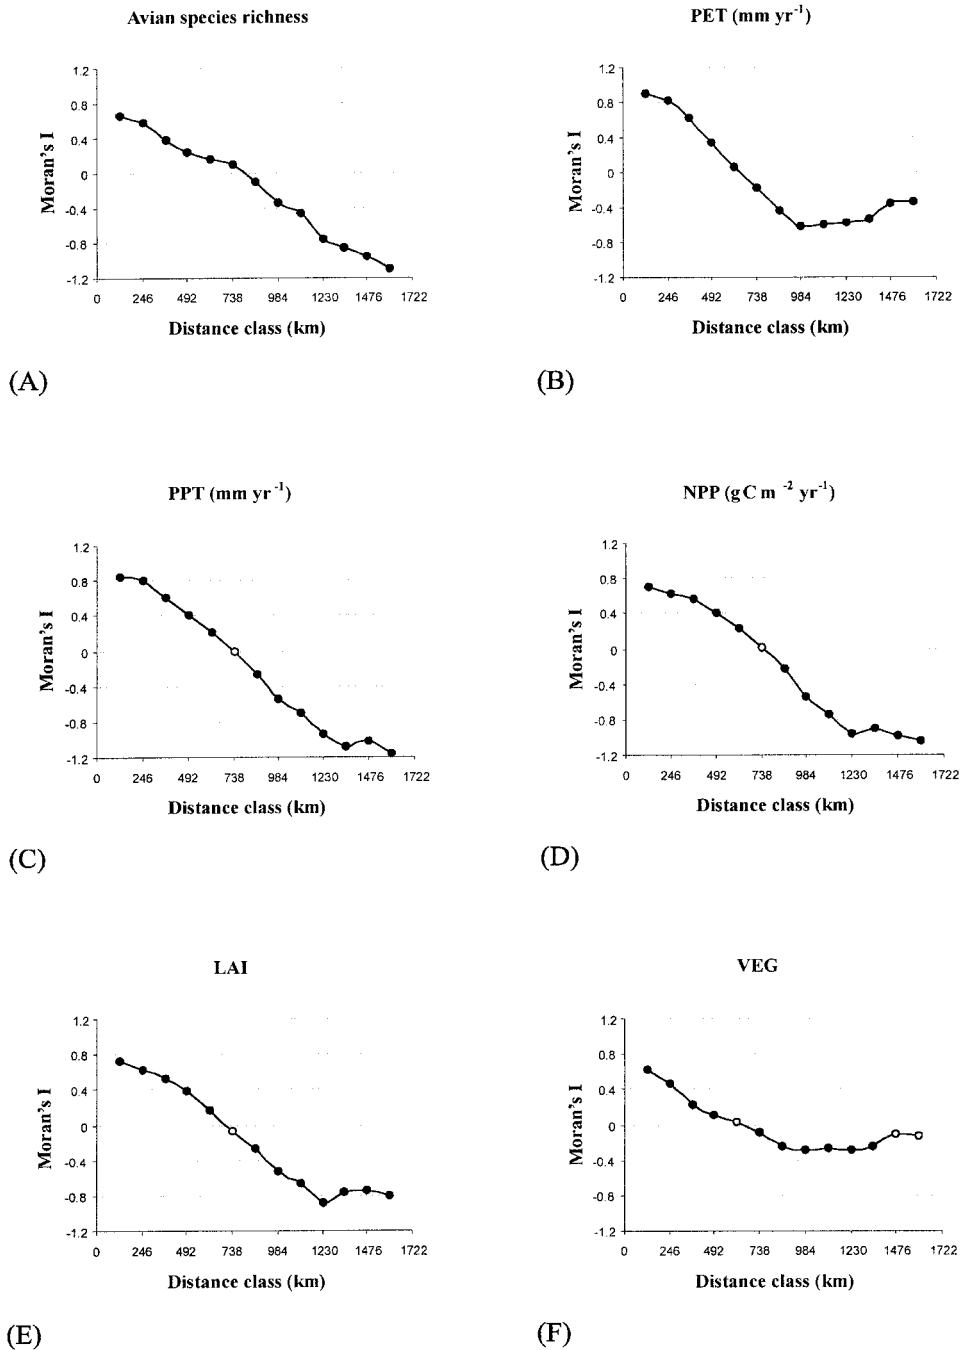 Avian species richness
1.2
0.8
0.4
0
-0.4
-0.8
-1.2
Moran's I
0 246 492 738 984 1230 1476 1722
Distance class (km)
(A)
PET (mm yr⁻¹)
1.2
0.8
0.4
0
-0.4
-0.8
-1.2
Moran's I
0 246 492 738 984 1230 1476 1722
Distance class (km)
(B)
PPT (mm yr⁻¹)
1.2
0.8
0.4
0
-0.4
-0.8
-1.2
Moran's I
0 246 492 738 984 1230 1476 1722
Distance class (km)
(C)
NPP (g C m⁻² yr⁻¹)
1.2
0.8
0.4
0
-0.4
-0.8
-1.2
Moran's I
0 246 492 738 984 1230 1476 1722
Distance class (km)
(D)
LAI
1.2
0.8
0.4
0
-0.4
-0.8
-1.2
Moran's I
0 246 492 738 984 1230 1476 1722
Distance class (km)
(E)
VEG
1.2
0.8
0.4
0
-0.4
-0.8
-1.2
Moran's I
0 246 492 738 984 1230 1476 1722
Distance class (km)
(F)